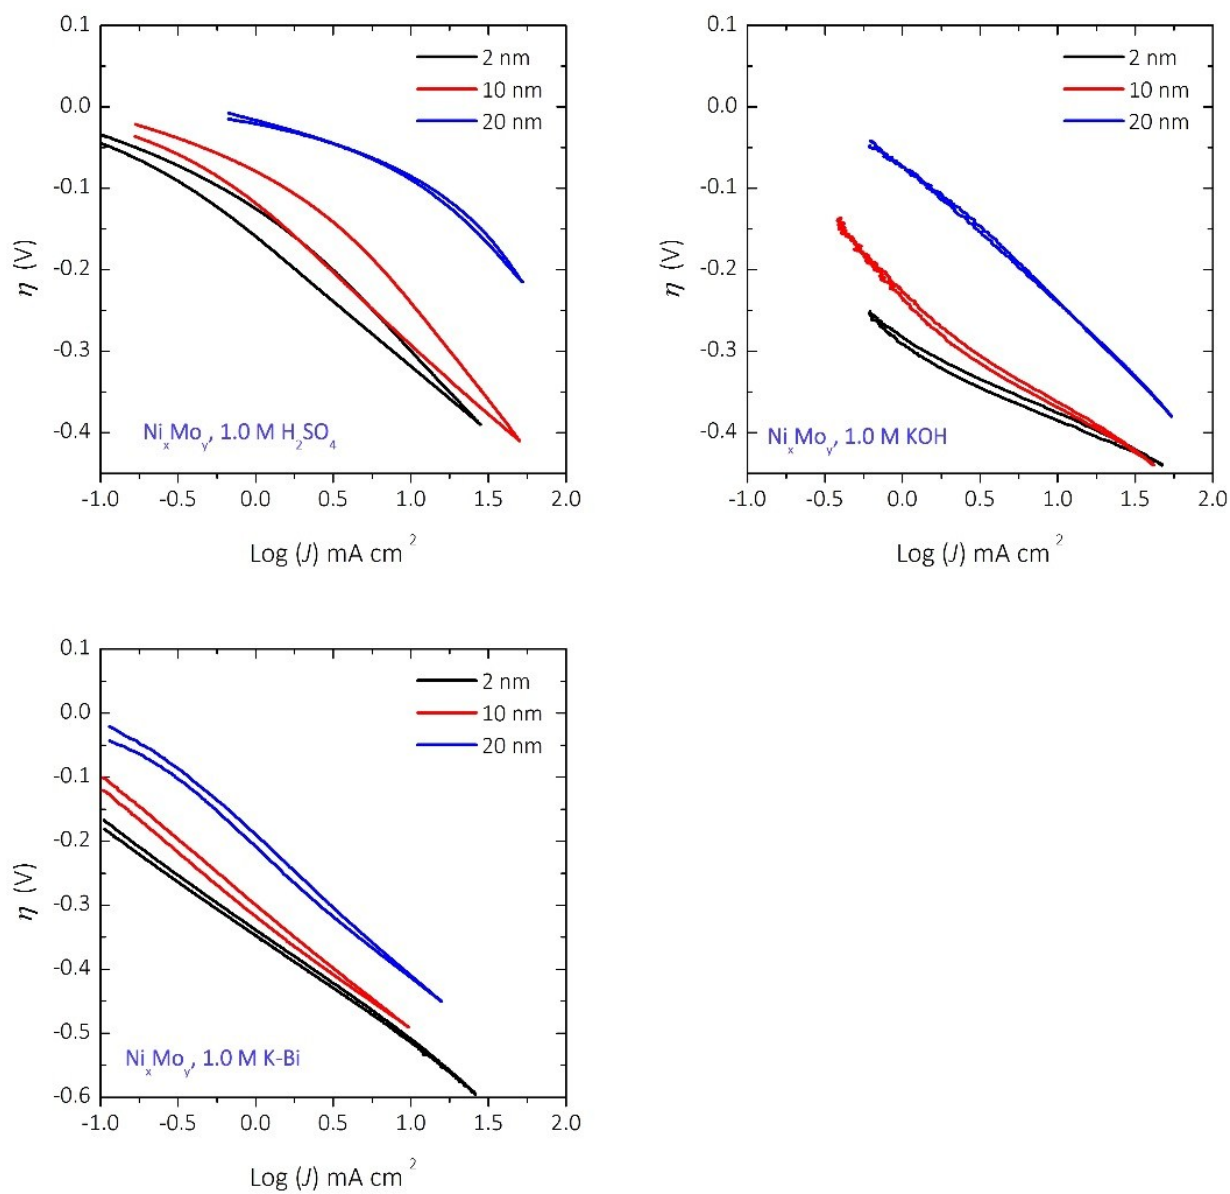 0.1
0.0
-0.1
-0.2
-0.3
-0.4
η (V)
2 nm
10 nm
20 nm
NiₓMoᵧ, 1.0 M H₂SO₄
-1.0 -0.5 0.0 0.5 1.0 1.5 2.0
Log (J) mA cm ²
0.1
0.0
-0.1
-0.2
-0.3
-0.4
η (V)
2 nm
10 nm
20 nm
NiₓMoᵧ, 1.0 M KOH
-1.0 -0.5 0.0 0.5 1.0 1.5 2.0
Log (J) mA cm ²
0.1
0.0
-0.1
-0.2
-0.3
-0.4
-0.5
-0.6
η (V)
2 nm
10 nm
20 nm
NiₓMoᵧ, 1.0 M K-Bi
-1.0 -0.5 0.0 0.5 1.0 1.5 2.0
Log (J) mA cm ²